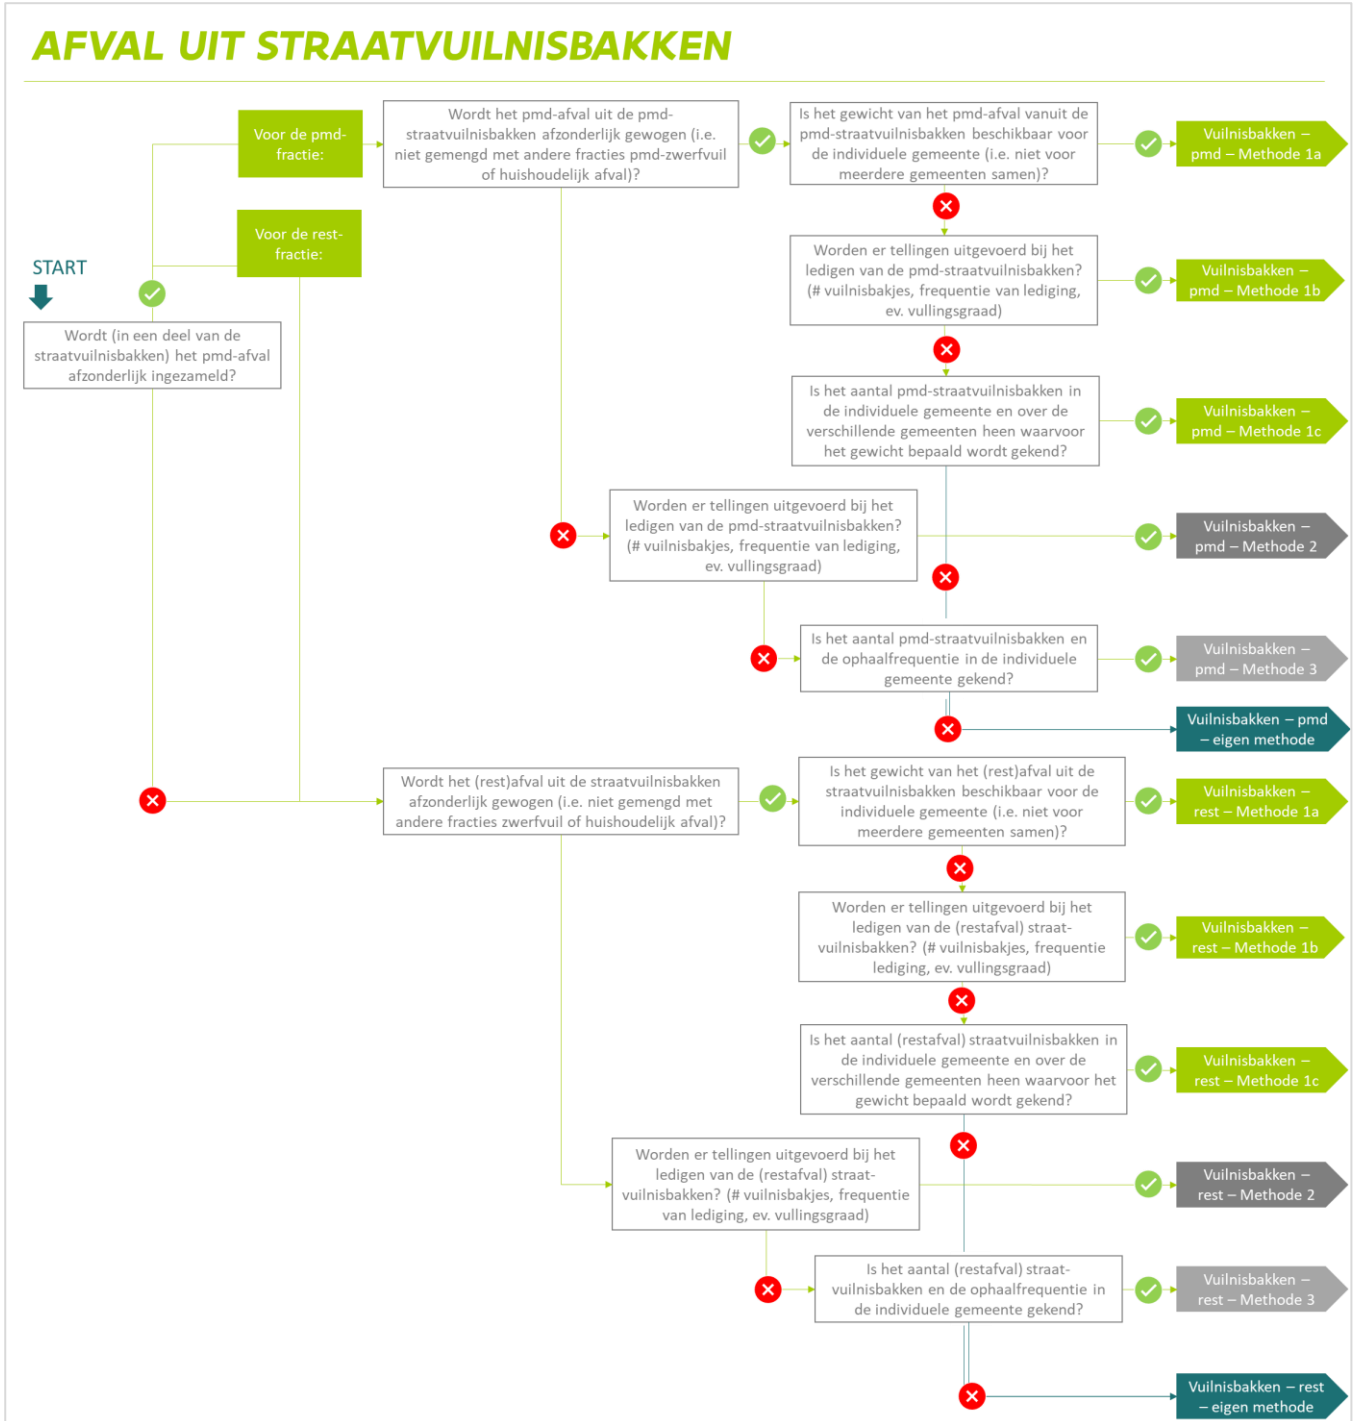 AFVAL UIT STRAATVUILNISBAKKEN
START
Wordt (in een deel van de
straatvuilnisbakken) het pmd-afval
afzonderlijk ingezameld?
Voor de pmd-
fractie:
Wordt het pmd-afval uit de pmd-
straatvuilnisbakken afzonderlijk gewogen (i.e.
niet gemengd met andere fracties pmd-zwerfvuil
of huishoudelijk afval)?
Is het gewicht van het pmd-afval vanuit de
pmd-straatvuilnisbakken beschikbaar voor
de individuele gemeente (i.e. niet voor
meerdere gemeenten samen)?
Vuilnisbakken –
pmd – Methode 1a
Voor de rest-
fractie:
Worden er tellingen uitgevoerd bij het
ledigen van de pmd-straatvuilnisbakken?
(# vuilnisbakjes, frequentie van lediging,
ev. vullingsgraad)
Vuilnisbakken –
pmd – Methode 1b
Is het aantal pmd-straatvuilnisbakken in
de individuele gemeente en over de
verschillende gemeenten heen waarvoor
het gewicht bepaald wordt gekend?
Vuilnisbakken –
pmd – Methode 1c
Worden er tellingen uitgevoerd bij het
ledigen van de pmd-straatvuilnisbakken?
(# vuilnisbakjes, frequentie van lediging,
ev. vullingsgraad)
Vuilnisbakken –
pmd – Methode 2
Is het aantal pmd-straatvuilnisbakken en
de ophaalfrequentie in de individuele
gemeente gekend?
Vuilnisbakken –
pmd – Methode 3
Vuilnisbakken – pmd
– eigen methode
Wordt het (rest)afval uit de straatvuilnisbakken
afzonderlijk gewogen (i.e. niet gemengd met
andere fracties zwerfvuil of huishoudelijk afval)?
Is het gewicht van het (rest)afval uit de
straatvuilnisbakken beschikbaar voor de
individuele gemeente (i.e. niet voor
meerdere gemeenten samen)?
Vuilnisbakken –
rest – Methode 1a
Worden er tellingen uitgevoerd bij het
ledigen van de (restafval) straat-
vuilnisbakken? (# vuilnisbakjes, frequentie
lediging, ev. vullingsgraad)
Vuilnisbakken –
rest – Methode 1b
Is het aantal (restafval) straatvuilnisbakken in
de individuele gemeente en over de
verschillende gemeenten heen waarvoor het
gewicht bepaald wordt gekend?
Vuilnisbakken –
rest – Methode 1c
Worden er tellingen uitgevoerd bij het
ledigen van de (restafval) straat-
vuilnisbakken? (# vuilnisbakjes, frequentie
van lediging, ev. vullingsgraad)
Vuilnisbakken –
rest – Methode 2
Is het aantal (restafval) straat-
vuilnisbakken en de ophaalfrequentie in
de individuele gemeente gekend?
Vuilnisbakken –
rest – Methode 3
Vuilnisbakken – rest
– eigen methode